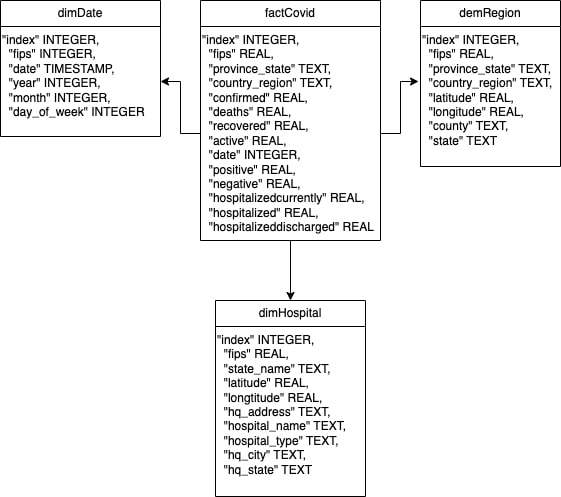 dimDate
"index" INTEGER,
"fips" INTEGER,
"date" TIMESTAMP,
"year" INTEGER,
"month" INTEGER,
"day_of_week" INTEGER
factCovid
"index" INTEGER,
"fips" REAL,
"province_state" TEXT,
"country_region" TEXT,
"confirmed" REAL,
"deaths" REAL,
"recovered" REAL,
"active" REAL,
"date" INTEGER,
"positive" REAL,
"negative" REAL,
"hospitalizedcurrently" REAL,
"hospitalized" REAL,
"hospitalizeddischarged" REAL
demRegion
"index" INTEGER,
"fips" REAL,
"province_state" TEXT,
"country_region" TEXT,
"latitude" REAL,
"longitude" REAL,
"county" TEXT,
"state" TEXT
dimHospital
"index" INTEGER,
"fips" REAL,
"state_name" TEXT,
"latitude" REAL,
"longtitude" REAL,
"hq_address" TEXT,
"hospital_name" TEXT,
"hospital_type" TEXT,
"hq_city" TEXT,
"hq_state" TEXT